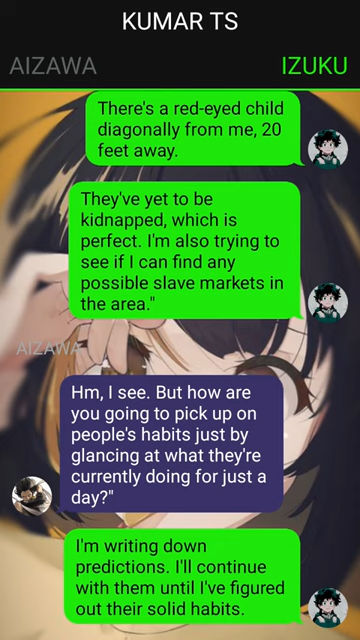 KUMAR TS
AIZAWA
IZUKU
There's a red-eyed child
diagonally from me, 20
feet away.
They've yet to be
kidnapped, which is
perfect. I'm also trying to
see if I can find any
possible slave markets in
the area."
AIZAWA
Hm, I see. But how are
you going to pick up on
people's habits just by
glancing at what they're
currently doing for just a
day?"
I'm writing down
predictions. I'll continue
with them until I've figured
out their solid habits.